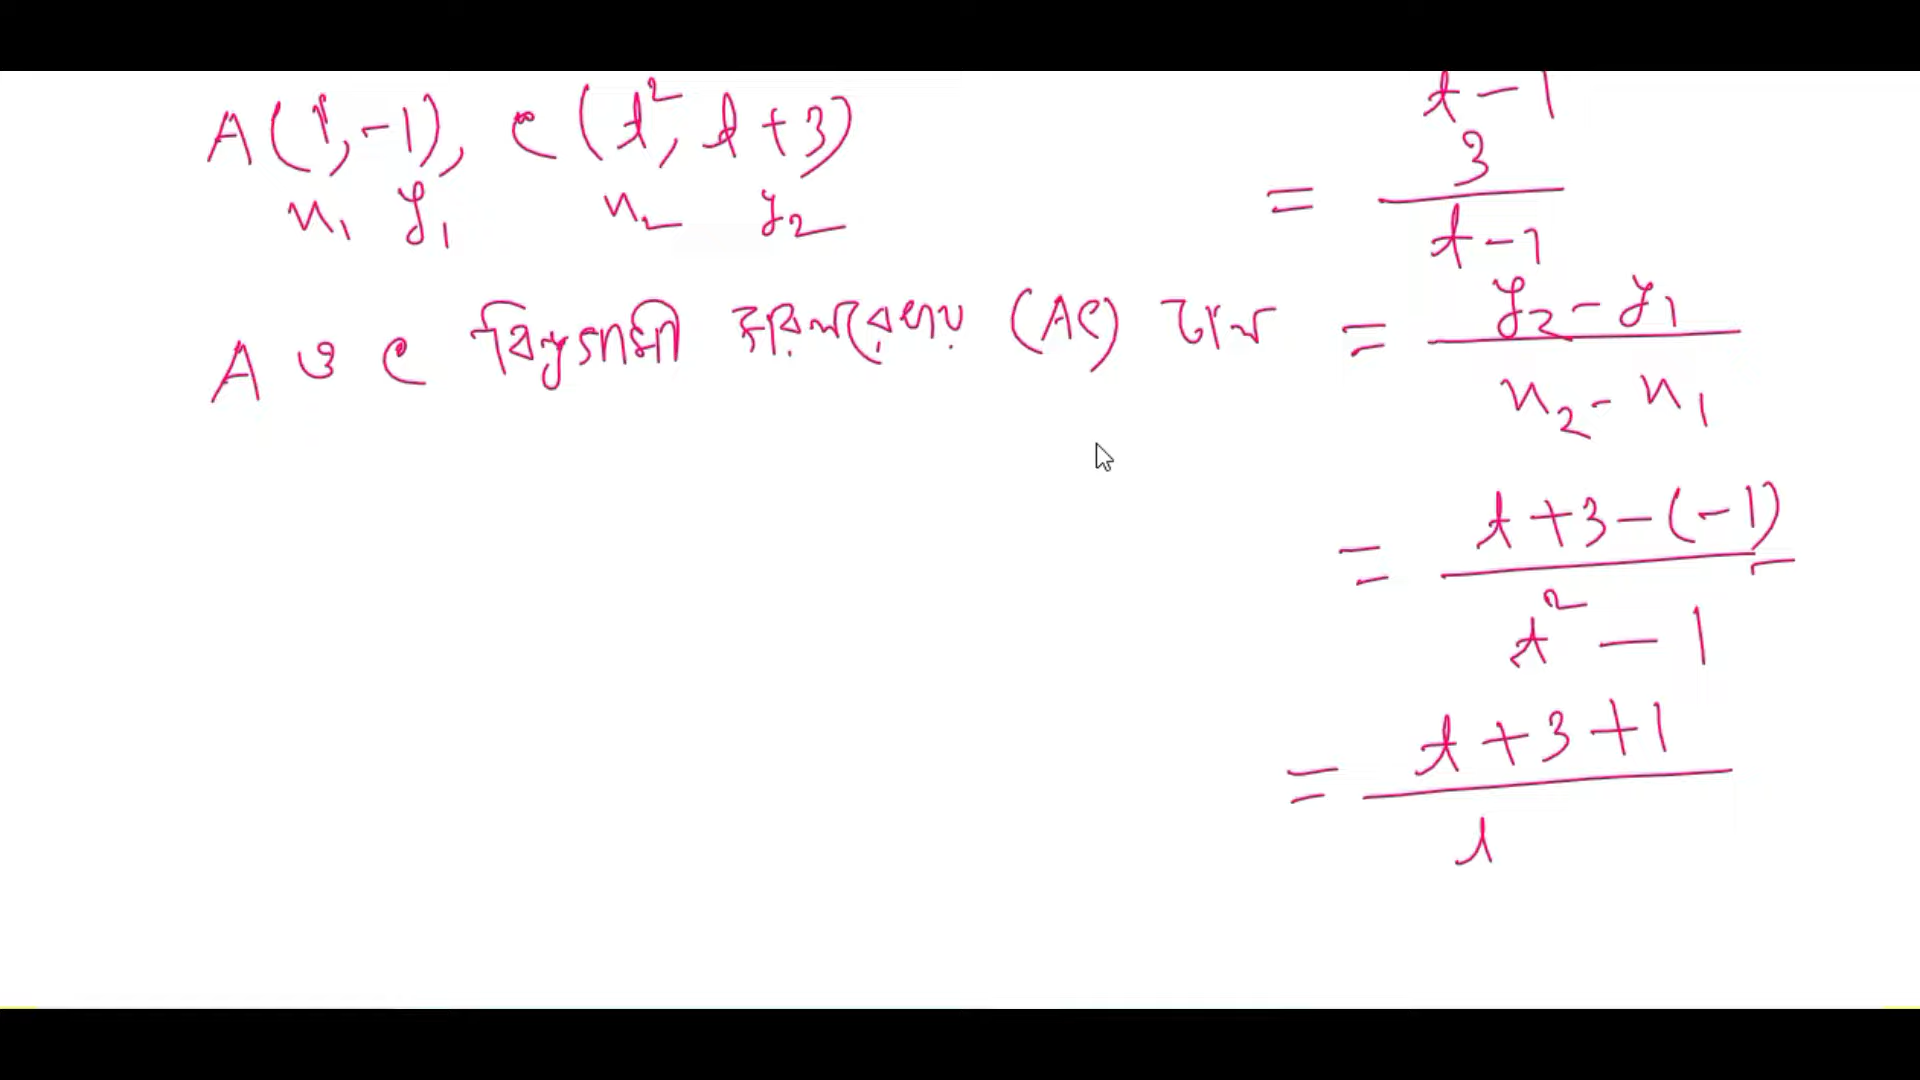 A(1,-1), C(t², t+3)
x₁ y₁ x₂ y₂
t-1
= 3/(t-1)
A ও C বিন্দুগামী সরলরেখার (AC) ঢাল = (y₂-y₁)/(x₂-x₁)
= (t+3-(-1))/(t²-1)
= (t+3+1)/t